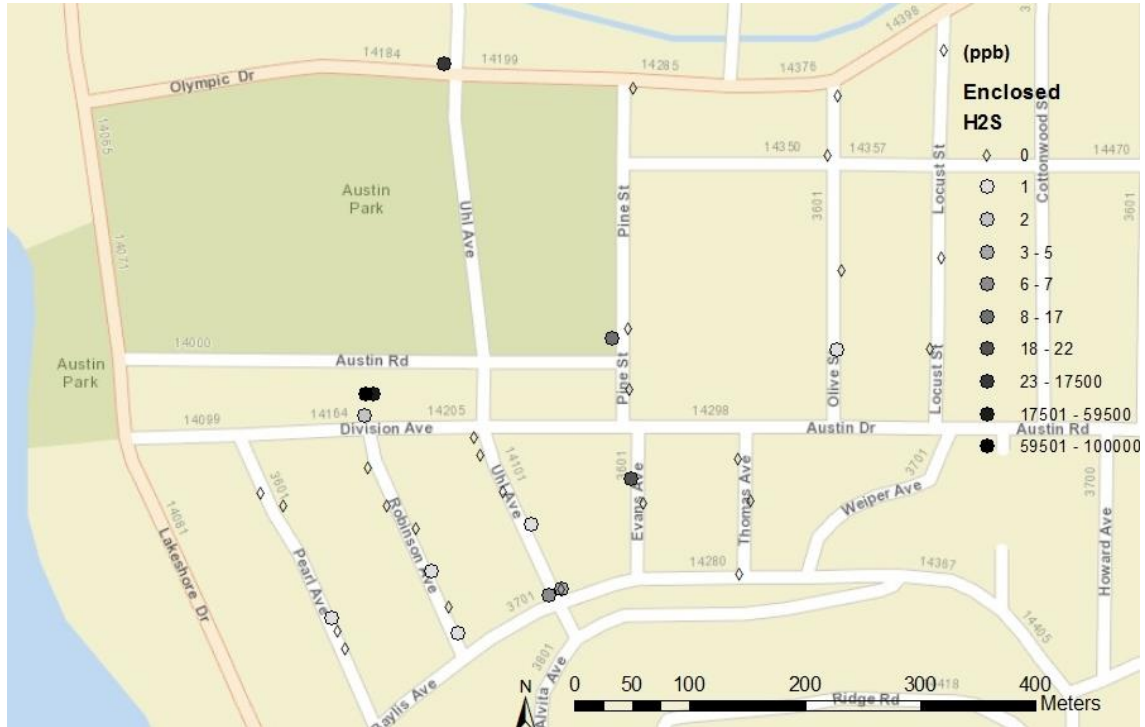 14398
14184
14199
14285
14376
Olympic Dr
(ppb)
Enclosed
H2S
0
1
2
3 - 5
6 - 7
8 - 17
18 - 22
23 - 17500
17501 - 59500
59501 - 100000
14065
14350
14357
14470
Cottonwood St
Locust St
Austin
Park
Uhl Ave
Pine St
3601
3601
14071
14000
Austin Rd
Austin
Park
Pine St
Olive St
Locust St
14099
14164
14205
Division Ave
14298
Austin Dr
Austin Rd
3601
Uhl Ave
14101
3601
Evans Ave
Thomas Ave
3701
Weiper Ave
3700
Howard Ave
14081
Lakeshore Dr
Pearl Ave
Robinson Ave
14280
14367
3701
14405
3801
Alvita Ave
Baylis Ave
N
0 50 100 200 300 400
Meters
Ridge Rd